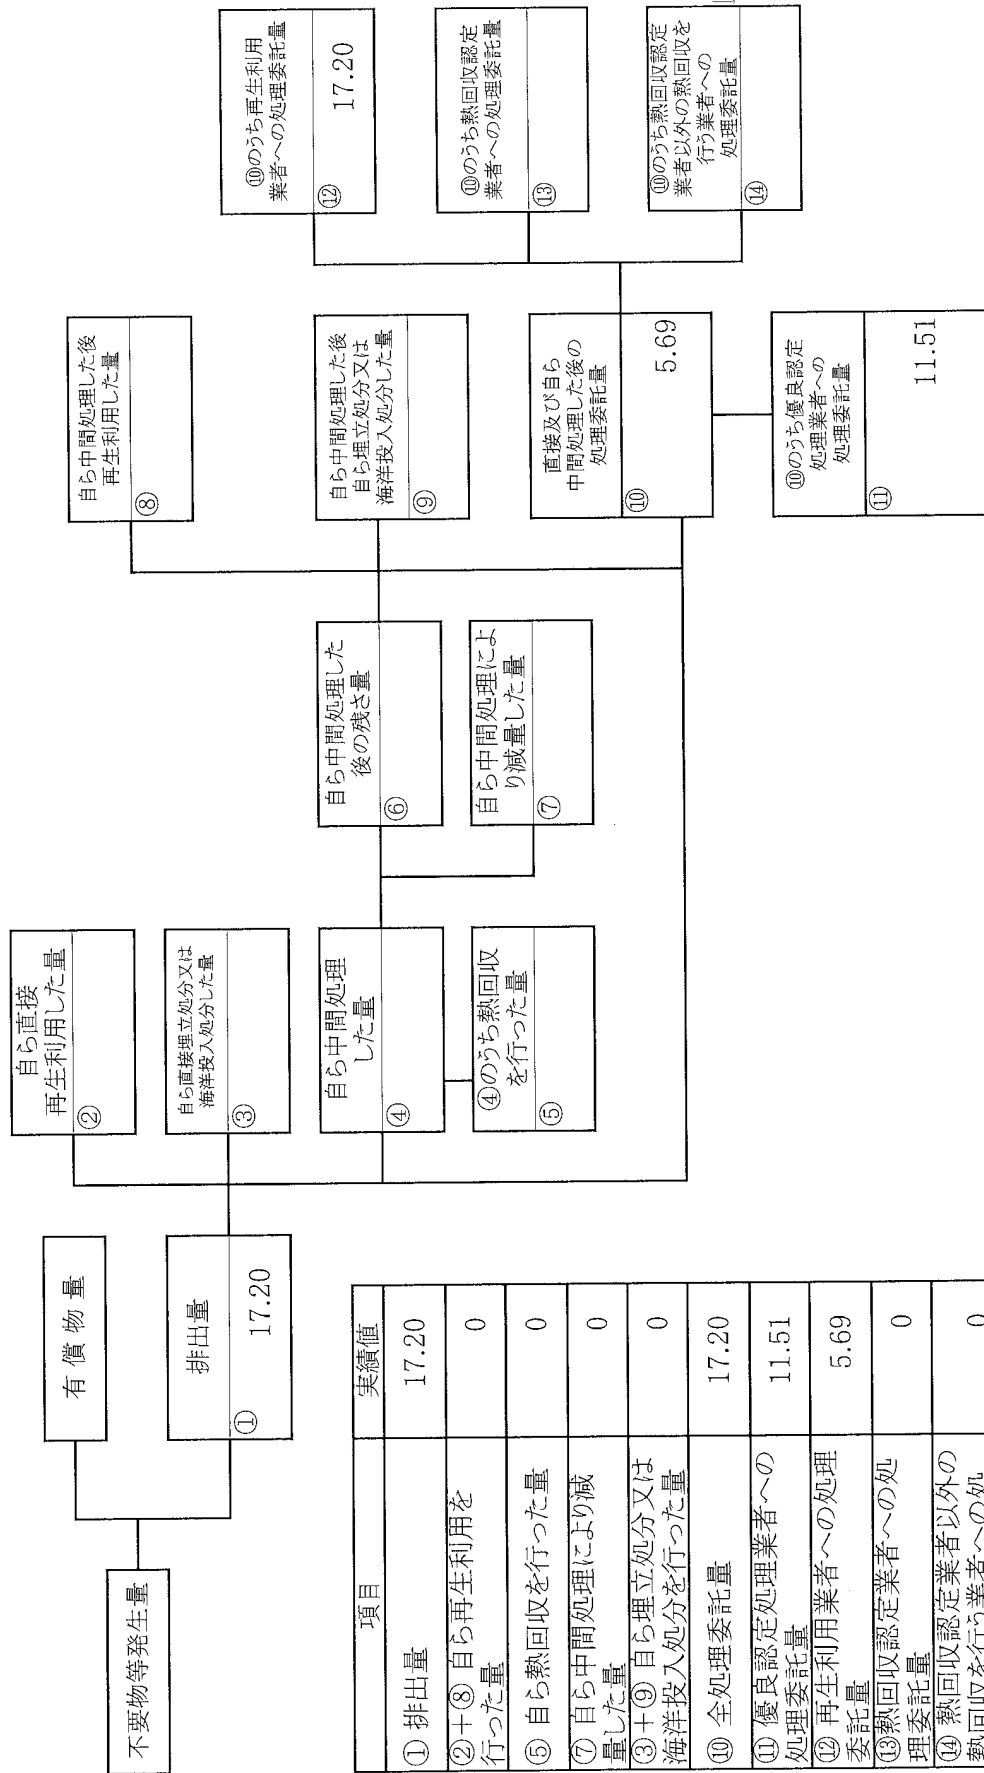 不要物等発生量
有償物量
排出量
① 17.20
自ら直接
再生利用した量
②
自ら直接埋立処分又は
海洋投入処分した量
③
自ら中間処理
した量
④
④のうち熱回収
を行った量
⑤
自ら中間処理した
後の残さ量
⑥
自ら中間処理によ
り減量した量
⑦
自ら中間処理した後
再生利用した量
⑧
自ら中間処理した後
自ら埋立処分又は
海洋投入処分した量
⑨
直接及び自ら
中間処理した後の
処理委託量
⑩ 5.69
⑩のうち優良認定
処理業者への
処理委託量
⑪ 11.51
⑩のうち再生利用
業者への処理委託量
⑫ 17.20
⑩のうち熱回収認定
業者への処理委託量
⑬
⑩のうち熱回収認定
業者以外の熱回収を
行う業者への
処理委託量
⑭
項目 実績値
① 排出量 17.20
②+⑧ 自ら再生利用を
行った量 0
⑤ 自ら熱回収を行った量 0
⑦ 自ら中間処理により減
量した量 0
③+⑨ 自ら埋立処分又は
海洋投入処分を行った量 0
⑩ 全処理委託量 17.20
⑪ 優良認定処理業者への
処理委託量 11.51
⑫ 再生利用業者への処理
委託量 5.69
⑬熱回収認定業者への処
理委託量 0
⑭ 熱回収認定業者以外の
熱回収を行う業者への処 0